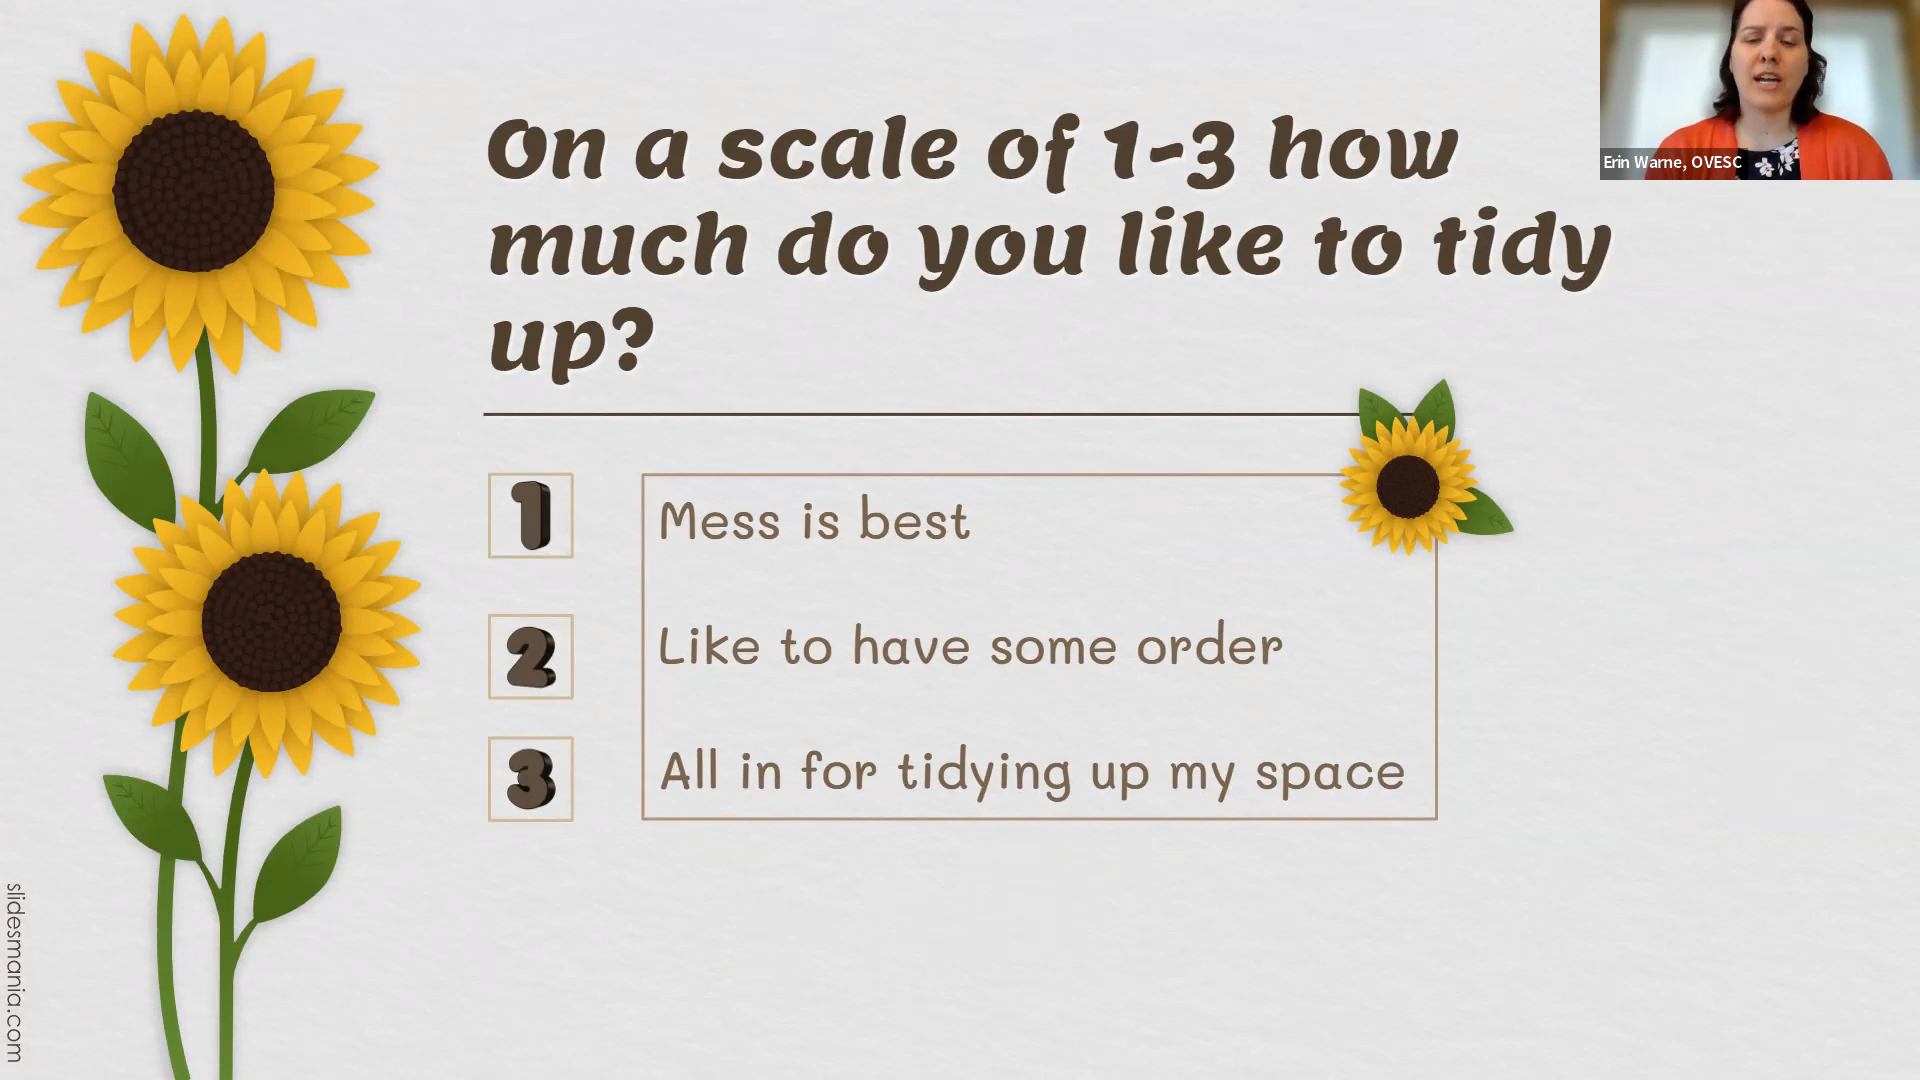 On a scale of 1-3 how
much do you like to tidy
up?
1
Mess is best
2
Like to have some order
3
All in for tidying up my space
Erin Warne, OVESC
slidesmania.com